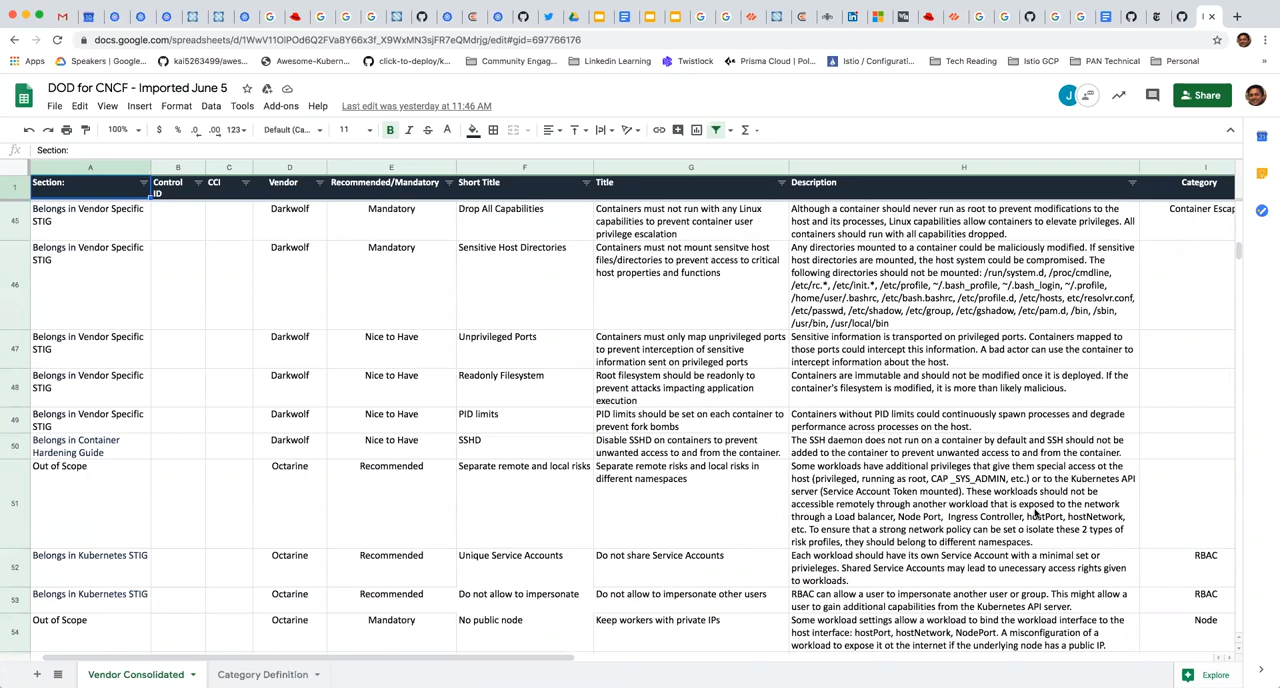 docs.google.com/spreadsheets/d/1WwV11OlPOd6Q2FVa8Y66x3f_X9WxMN3sjFR7eQMdrjg/edit#gid=697766176
Apps Speakers | Google... kai5263499/awes... Awesome-Kubern... click-to-deploy/k... Community Engag... Linkedin Learning Twistlock Prisma Cloud | Pol... Istio / Configurati... Tech Reading Istio GCP PAN Technical Personal »
DOD for CNCF - Imported June 5
File Edit View Insert Format Data Tools Add-ons Help Last edit was yesterday at 11:46 AM
J
Share
100% $ % .0 .00 123 Default (Ca... 11 B I S A
fx Section:
A B C D E F G H I
1 Section: Control ID CCI Vendor Recommended/Mandatory Short Title Title Description Category
45
Belongs in Vendor Specific
STIG
Darkwolf
Mandatory
Drop All Capabilities
Containers must not run with any Linux
capabilities to prevent container user
privilege escalation
Although a container should never run as root to prevent modifications to the
host and its processes, Linux capabilities allow containers to elevate privileges. All
containers should run with all capabilities dropped.
Container Escap
46
Belongs in Vendor Specific
STIG
Darkwolf
Mandatory
Sensitive Host Directories
Containers must not mount sensitve host
files/directories to prevent access to critical
host properties and functions
Any directories mounted to a container could be maliciously modified. If sensitive
host directories are mounted, the host system could be compromised. The
following directories should not be mounted: /run/system.d, /proc/cmdline,
/etc/rc.*, /etc/init.*, /etc/profile, ~/.bash_profile, ~/.bash_login, ~/.profile,
/home/user/.bashrc, /etc/bash.bashrc, /etc/profile.d, /etc/hosts, etc/resolvr.conf,
/etc/passwd, /etc/shadow, /etc/group, /etc/gshadow, /etc/pam.d, /bin, /sbin,
/usr/bin, /usr/local/bin
47
Belongs in Vendor Specific
STIG
Darkwolf
Nice to Have
Unprivileged Ports
Containers must only map unprivileged ports
to prevent interception of sensitive
information sent on privileged ports
Sensitive information is transported on privileged ports. Containers mapped to
those ports could intercept this information. A bad actor can use the container to
intercept information about the host.
48
Belongs in Vendor Specific
STIG
Darkwolf
Nice to Have
Readonly Filesystem
Root filesystem should be readonly to
prevent attacks impacting application
execution
Containers are immutable and should not be modified once it is deployed. If the
container's filesystem is modified, it is more than likely malicious.
49
Belongs in Vendor Specific
STIG
Darkwolf
Nice to Have
PID limits
PID limits should be set on each container to
prevent fork bombs
Containers without PID limits could continuously spawn processes and degrade
performance across processes on the host.
50
Belongs in Container
Hardening Guide
Darkwolf
Nice to Have
SSHD
Disable SSHD on containers to prevent
unwanted access to and from the container.
The SSH daemon does not run on a container by default and SSH should not be
added to the container to prevent unwanted access to and from the container.
51
Out of Scope
Octarine
Recommended
Separate remote and local risks
Separate remote risks and local risks in
different namespaces
Some workloads have additional privileges that give them special access ot the
host (privileged, running as root, CAP _SYS_ADMIN, etc.) or to the Kubernetes API
server (Service Account Token mounted). These workloads should not be
accessible remotely through another workload that is exposed to the network
through a Load balancer, Node Port, Ingress Controller, hostPort, hostNetwork,
etc. To ensure that a strong network policy can be set o isolate these 2 types of
risk profiles, they should belong to different namespaces.
52
Belongs in Kubernetes STIG
Octarine
Recommended
Unique Service Accounts
Do not share Service Accounts
Each workload should have its own Service Account with a minimal set or
privieleges. Shared Service Accounts may lead to unecessary access rights given
to workloads.
RBAC
53
Belongs in Kubernetes STIG
Octarine
Recommended
Do not allow to impersonate
Do not allow to impersonate other users
RBAC can allow a user to impersonate another user or group. This might allow a
user to gain additional capabilities from the Kubernetes API server.
RBAC
54
Out of Scope
Octarine
Mandatory
No public node
Keep workers with private IPs
Some workload settings allow a workload to bind the workload interface to the
host interface: hostPort, hostNetwork, NodePort. A misconfiguration of a
workload to expose it ot the internet if the underlying node has a public IP.
Node
Vendor Consolidated Category Definition
Explore